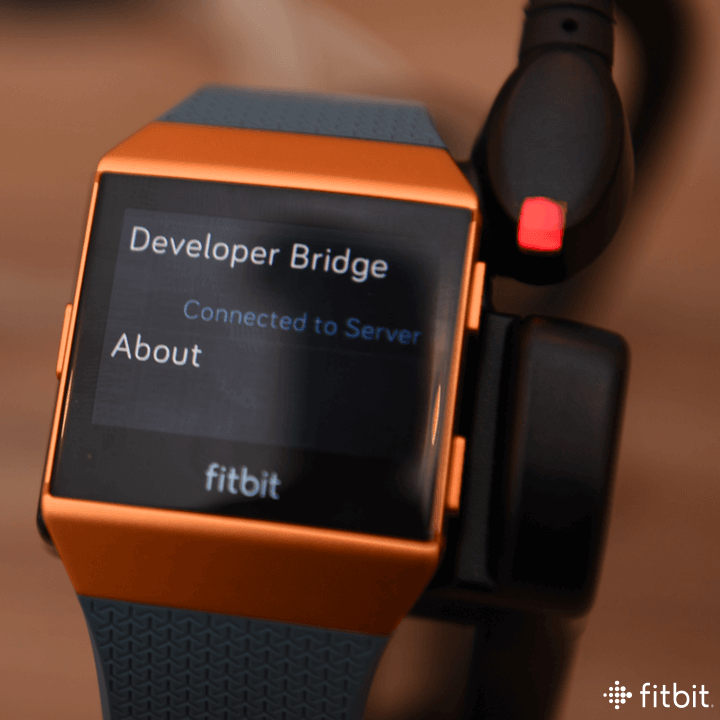 Developer Bridge
Connected to Server
About
fitbit
fitbit